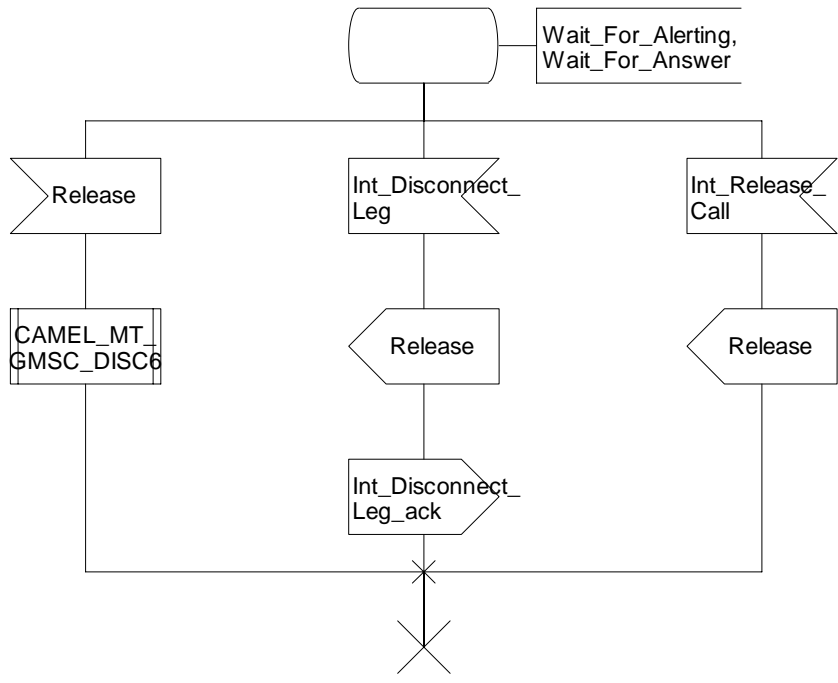 Wait_For_Alerting,
Wait_For_Answer
Release
Int_Disconnect_
Leg
Int_Release_
Call
CAMEL_MT_
GMSC_DISC6
Release
Release
Int_Disconnect_
Leg_ack